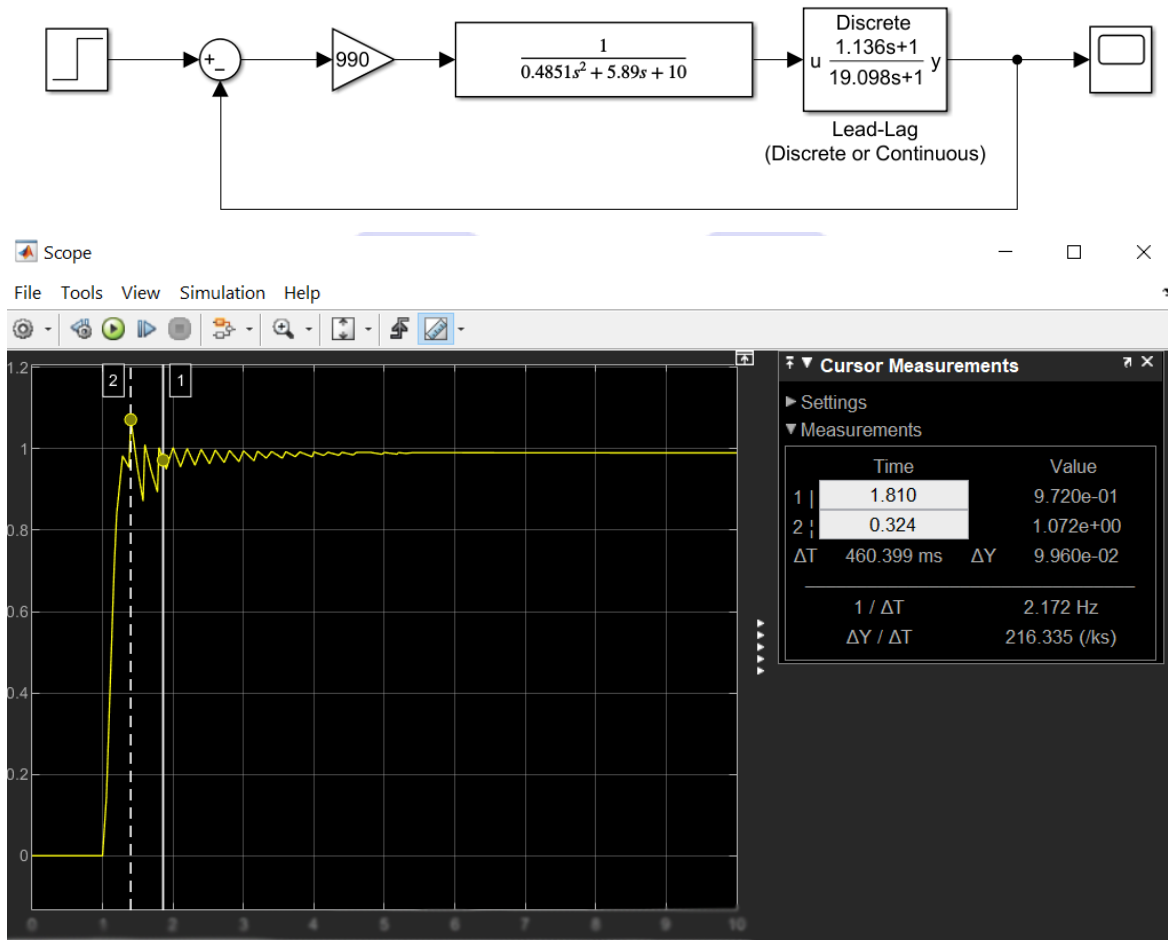 Discrete
+_
990
1
0.4851s² + 5.89s + 10
u 1.136s+1 y
19.098s+1
Lead-Lag
(Discrete or Continuous)
Scope
File Tools View Simulation Help
Cursor Measurements
Settings
Measurements
Time Value
1 | 1.810 9.720e-01
2 ¦ 0.324 1.072e+00
ΔT 460.399 ms ΔY 9.960e-02
1 / ΔT 2.172 Hz
ΔY / ΔT 216.335 (/ks)
2 1
1.2
1
0.8
0.6
0.4
0.2
0
0 1 2 3 4 5 6 7 8 9 10